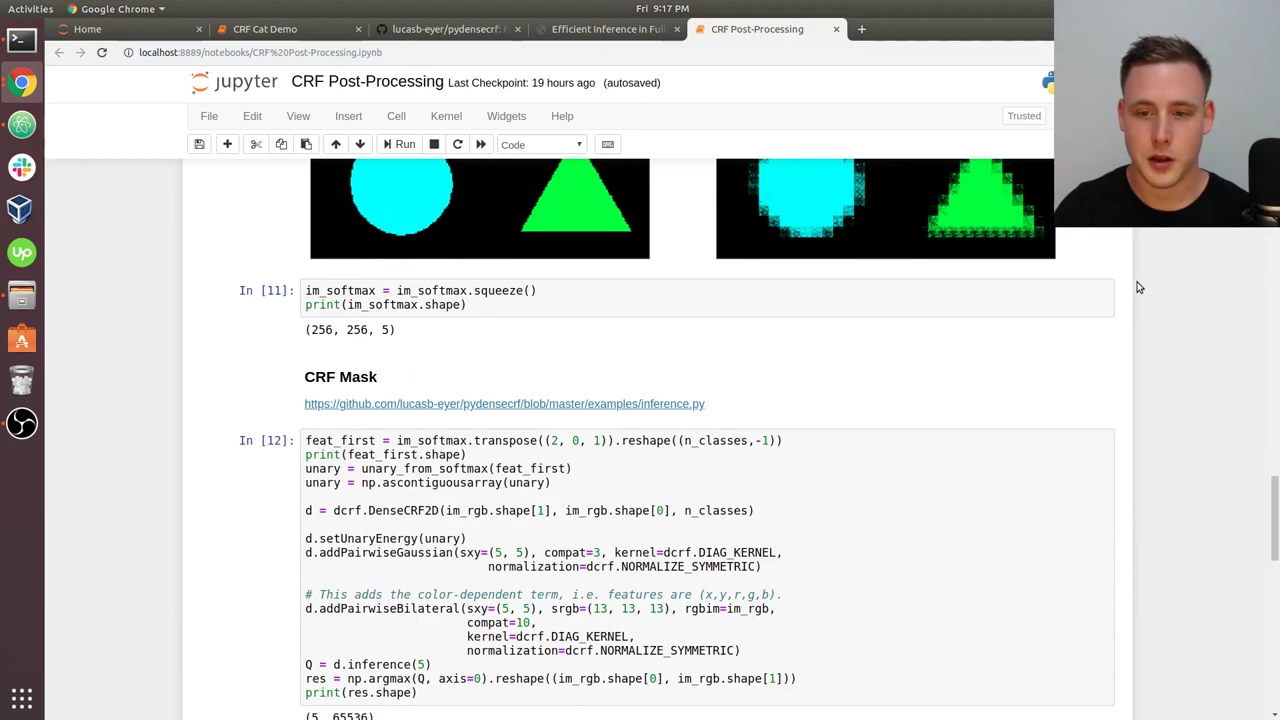 Activities
Google Chrome
Fri 9:17 PM
Home
CRF Cat Demo
lucasb-eyer/pydensecrf: P
Efficient Inference in Full
CRF Post-Processing
localhost:8889/notebooks/CRF%20Post-Processing.ipynb
jupyter CRF Post-Processing Last Checkpoint: 19 hours ago (autosaved)
File Edit View Insert Cell Kernel Widgets Help
Trusted
Run
Code
In [11]:
im_softmax = im_softmax.squeeze()
print(im_softmax.shape)
(256, 256, 5)
CRF Mask
https://github.com/lucasb-eyer/pydensecrf/blob/master/examples/inference.py
In [12]:
feat_first = im_softmax.transpose((2, 0, 1)).reshape((n_classes,-1))
print(feat_first.shape)
unary = unary_from_softmax(feat_first)
unary = np.ascontiguousarray(unary)
d = dcrf.DenseCRF2D(im_rgb.shape[1], im_rgb.shape[0], n_classes)
d.setUnaryEnergy(unary)
d.addPairwiseGaussian(sxy=(5, 5), compat=3, kernel=dcrf.DIAG_KERNEL,
normalization=dcrf.NORMALIZE_SYMMETRIC)
# This adds the color-dependent term, i.e. features are (x,y,r,g,b).
d.addPairwiseBilateral(sxy=(5, 5), srgb=(13, 13, 13), rgbim=im_rgb,
compat=10,
kernel=dcrf.DIAG_KERNEL,
normalization=dcrf.NORMALIZE_SYMMETRIC)
Q = d.inference(5)
res = np.argmax(Q, axis=0).reshape((im_rgb.shape[0], im_rgb.shape[1]))
print(res.shape)
(5, 65536)
Up